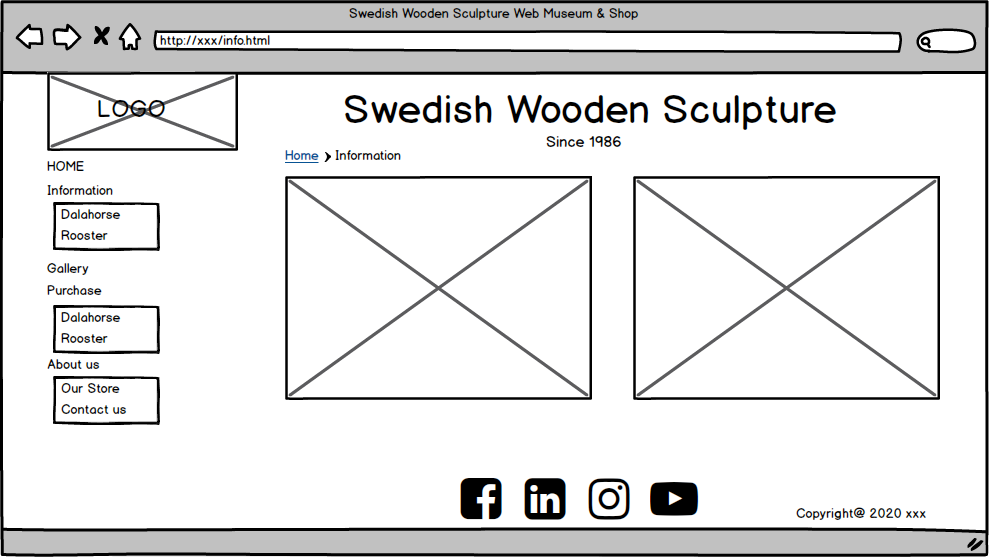 Swedish Wooden Sculpture Web Museum & Shop
http://xxx/info.html
LOGO
Swedish Wooden Sculpture
Since 1986
Home > Information
HOME
Information
Dalahorse
Rooster
Gallery
Purchase
Dalahorse
Rooster
About us
Our Store
Contact us
f
in
Copyright@ 2020 xxx